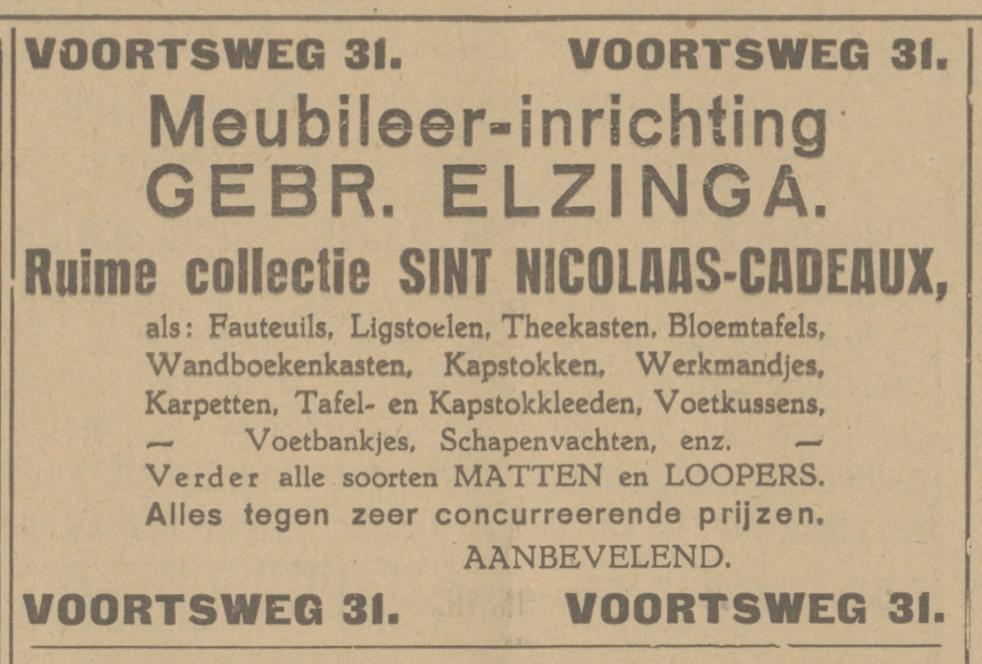 VOORTSWEG 31. VOORTSWEG 31.
Meubileer-inrichting
GEBR. ELZINGA.
Ruime collectie SINT NICOLAAS-CADEAUX,
als: Fauteuils, Ligstoelen, Theekasten, Bloemtafels,
Wandboekenkasten, Kapstokken, Werkmandjes,
Karpetten, Tafel- en Kapstokkleeden, Voetkussens,
— Voetbankjes, Schapenvachten, enz. —
Verder alle soorten MATTEN en LOOPERS.
Alles tegen zeer concurreerende prijzen.
AANBEVELEND.
VOORTSWEG 31. VOORTSWEG 31.